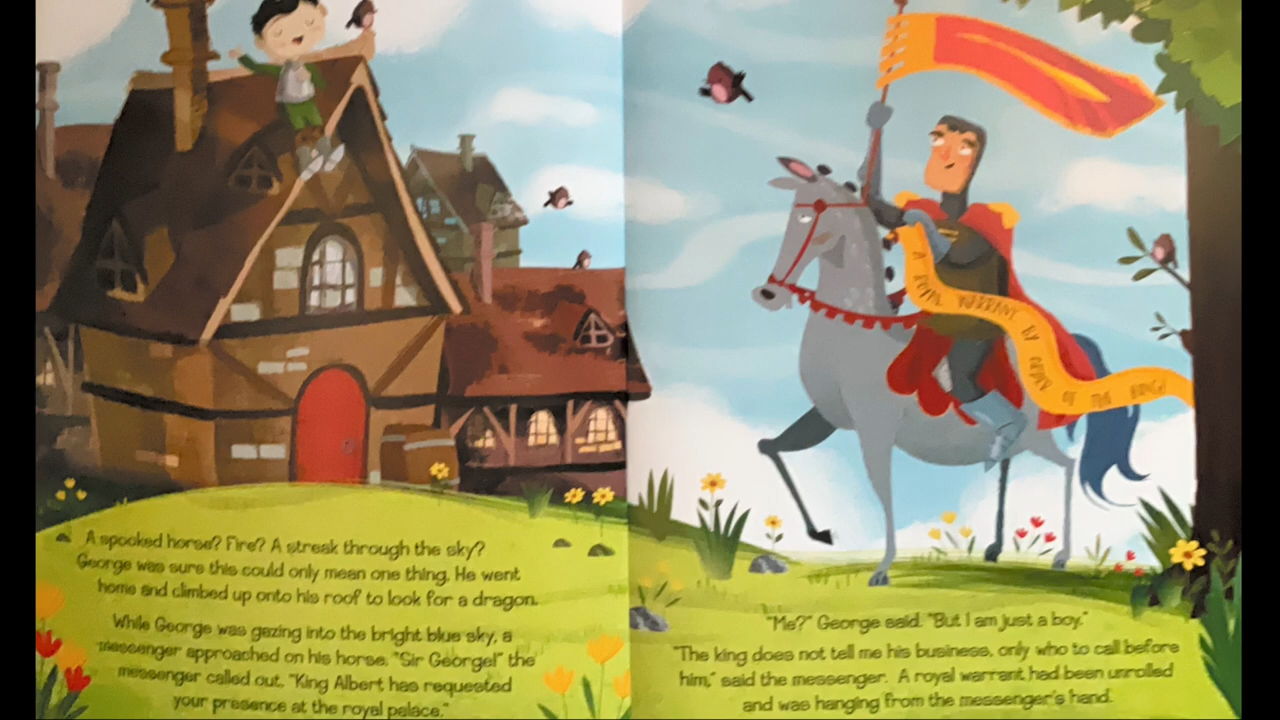 A spooked horse? Fire? A streak through the sky?
George was sure this could only mean one thing. He went
home and climbed up onto his roof to look for a dragon.
While George was gazing into the bright blue sky, a
messenger approached on his horse. "Sir George!" the
messenger called out. "King Albert has requested
your presence at the royal palace."
A ROYAL WARRANT BY ORDER OF THE KING!
"Me?" George said. "But I am just a boy."
"The king does not tell me his business, only who to call before
him," said the messenger. A royal warrant had been unrolled
and was hanging from the messenger's hand.